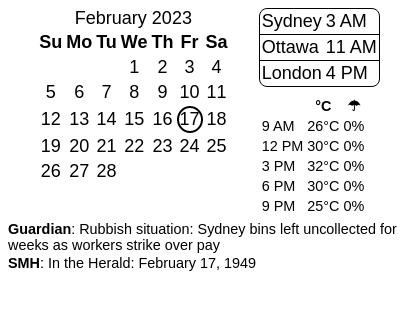 February 2023
Su Mo Tu We Th Fr Sa
1 2 3 4
5 6 7 8 9 10 11
12 13 14 15 16 17 18
19 20 21 22 23 24 25
26 27 28
Sydney 3 AM
Ottawa 11 AM
London 4 PM
°C ☂
9 AM 26°C 0%
12 PM 30°C 0%
3 PM 32°C 0%
6 PM 30°C 0%
9 PM 25°C 0%
Guardian: Rubbish situation: Sydney bins left uncollected for
weeks as workers strike over pay
SMH: In the Herald: February 17, 1949